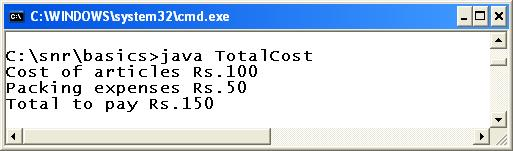 C:\WINDOWS\system32\cmd.exe
C:\snr\basics>java TotalCost
Cost of articles Rs.100
Packing expenses Rs.50
Total to pay Rs.150